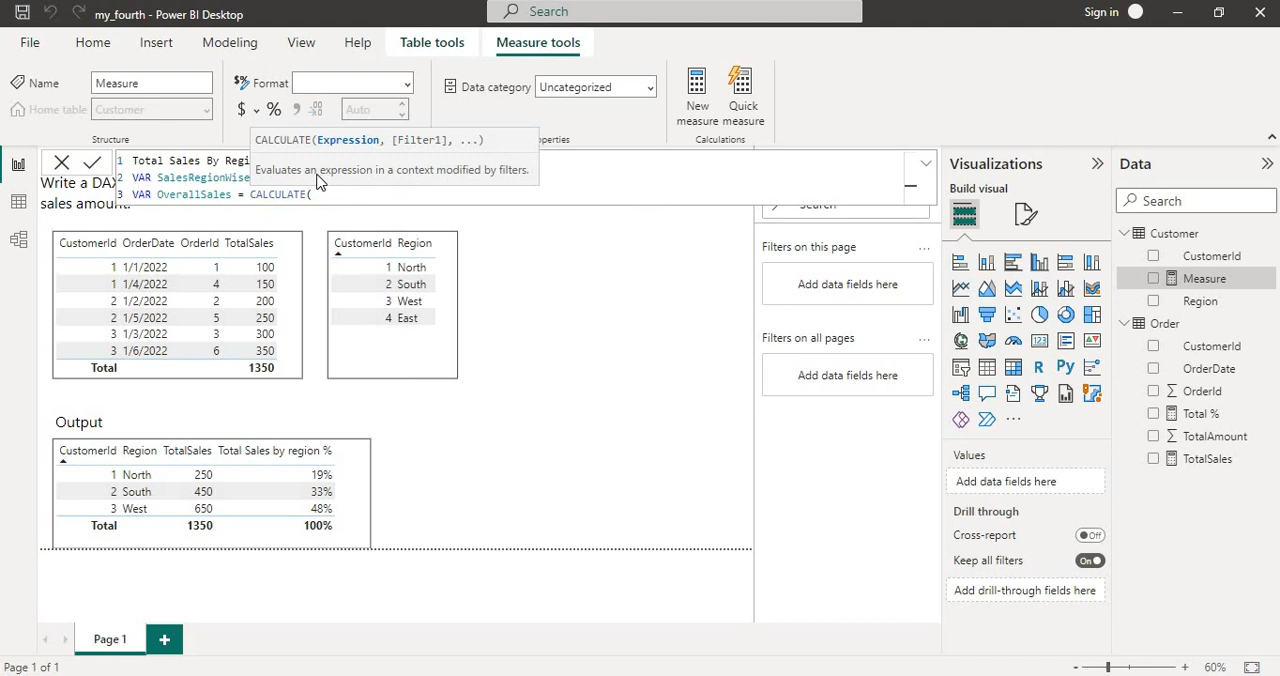 my_fourth - Power BI Desktop
Search
Sign in
File Home Insert Modeling View Help Table tools Measure tools
Name Measure
Home table Customer
Structure
Format
$ % Auto
Data category Uncategorized
operties
New measure
Quick measure
Calculations
CALCULATE(Expression, [Filter1], ...)
Evaluates an expression in a context modified by filters.
1 Total Sales By Regi
2 VAR SalesRegionWise
3 VAR OverallSales = CALCULATE(
Write a DA
sales amount.
CustomerId OrderDate OrderId TotalSales
1 1/1/2022 1 100
1 1/4/2022 4 150
2 1/2/2022 2 200
2 1/5/2022 5 250
3 1/3/2022 3 300
3 1/6/2022 6 350
Total 1350
CustomerId Region
1 North
2 South
3 West
4 East
Output
CustomerId Region TotalSales Total Sales by region %
1 North 250 19%
2 South 450 33%
3 West 650 48%
Total 1350 100%
Search
Filters on this page ...
Add data fields here
Filters on all pages ...
Add data fields here
Visualizations
Build visual
123
R
Py
...
Values
Add data fields here
Drill through
Cross-report Off
Keep all filters On
Add drill-through fields here
Data
Search
Customer
CustomerId
Measure
Region
Order
CustomerId
OrderDate
OrderId
Total %
TotalAmount
TotalSales
Page 1
Page 1 of 1
- + 60%